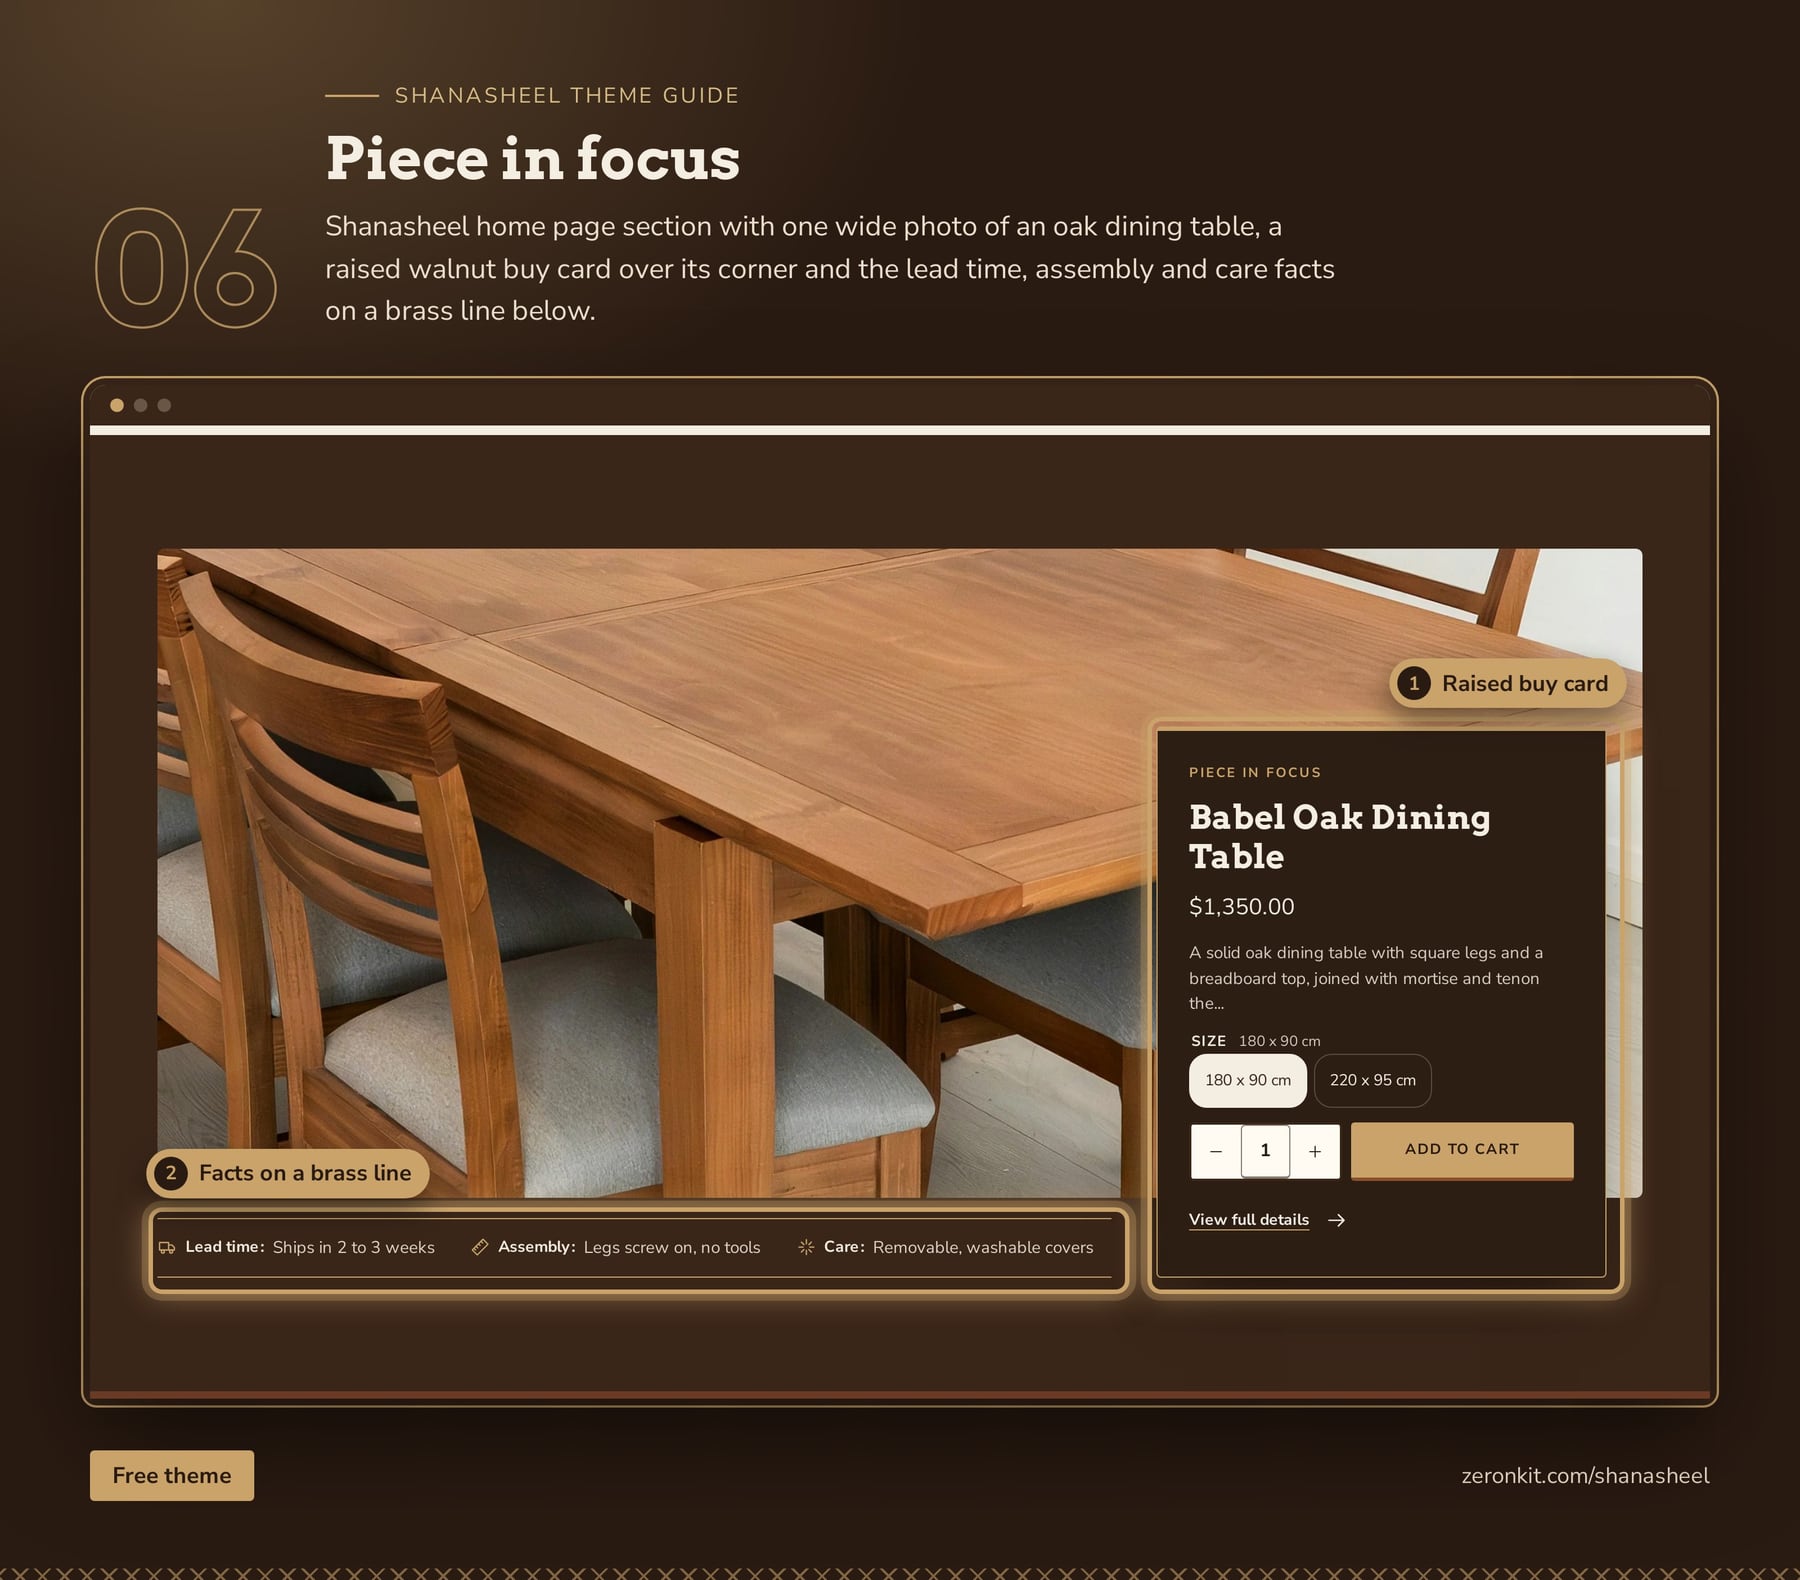 SHANASHEEL THEME GUIDE
Piece in focus
06
Shanasheel home page section with one wide photo of an oak dining table, a
raised walnut buy card over its corner and the lead time, assembly and care facts
on a brass line below.
1 Raised buy card
PIECE IN FOCUS
Babel Oak Dining
Table
$1,350.00
A solid oak dining table with square legs and a
breadboard top, joined with mortise and tenon
the...
SIZE 180 x 90 cm
180 x 90 cm 220 x 95 cm
− 1 + ADD TO CART
View full details →
2 Facts on a brass line
Lead time: Ships in 2 to 3 weeks Assembly: Legs screw on, no tools Care: Removable, washable covers
Free theme
zeronkit.com/shanasheel